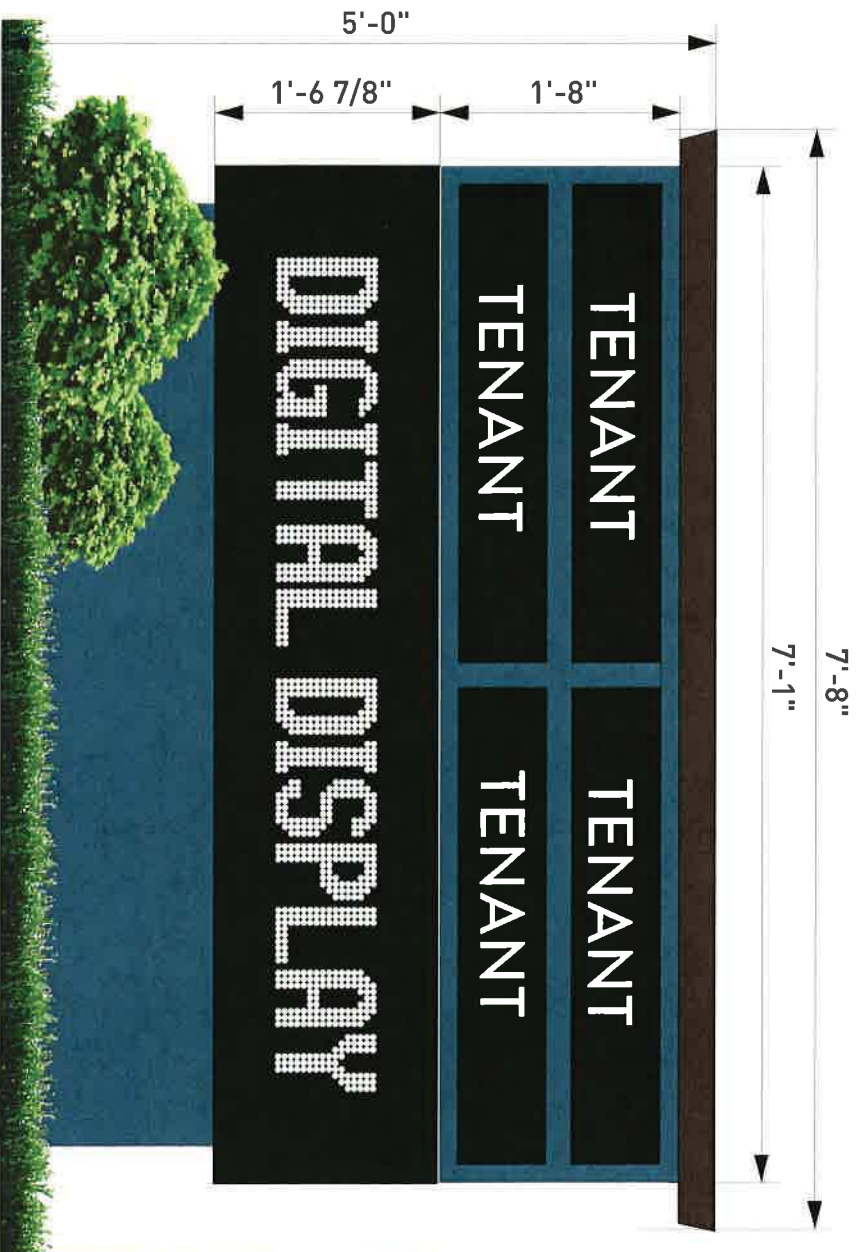 5'-0"
1'-6 7/8"
1'-8"
7'-8"
7'-1"
TENANT
TENANT
TENANT
TENANT
DIGITAL DISPLAY